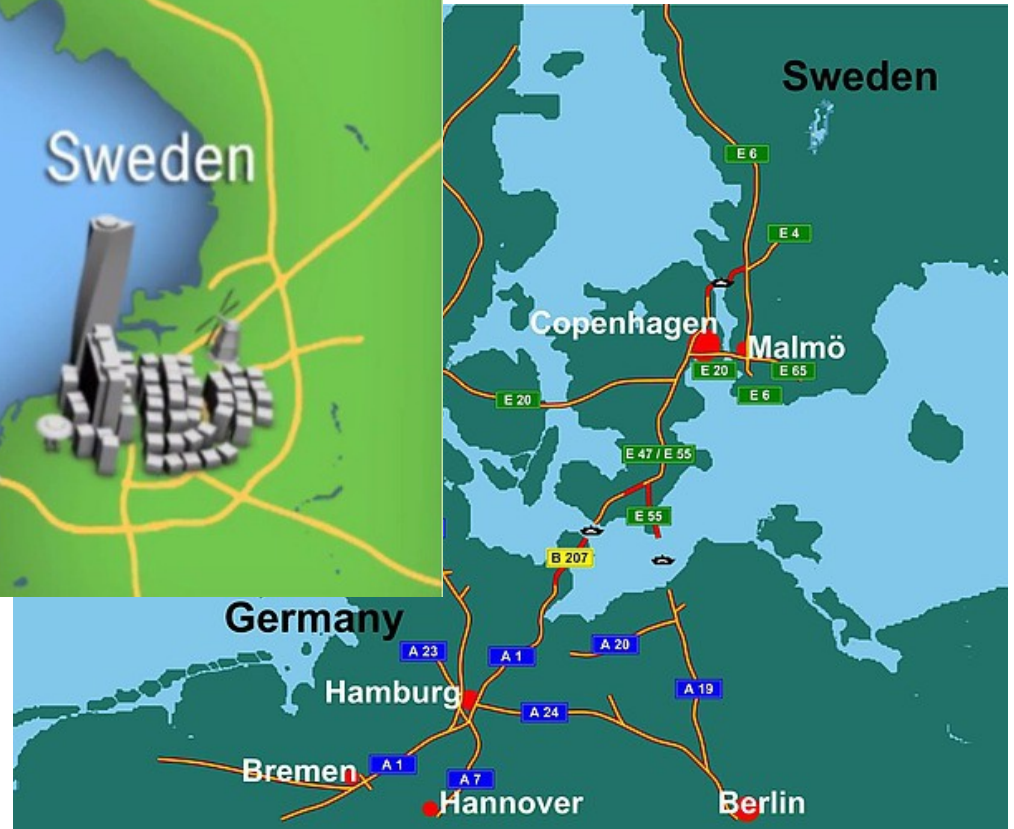 Sweden
Sweden
E 6
E 4
Copenhagen
Malmö
E 20
E 65
E 20
E 6
E 47 / E 55
E 55
B 207
Germany
A 23
A 1
A 20
Hamburg
A 19
A 24
Bremen
A 1
A 7
Hannover
Berlin